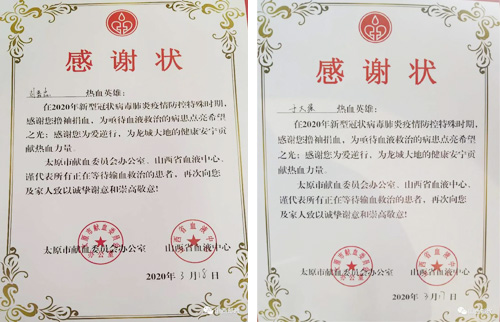 感谢状
热血英雄：
在2020年新型冠状病毒肺炎疫情防控特殊时期，
感谢您撸袖捐血，为亟待血液救治的病患点亮希望
之光；感谢您为爱逆行，为龙城大地的健康安宁贡
献热血力量。
太原市献血委员会办公室、山西省血液中心，
谨代表所有正在等待输血救治的患者，再次向您
及家人致以诚挚谢意和崇高敬意！
太原市献血委员会办公室 山西省血液中心
2020年3月18日
感谢状
热血英雄：
在2020年新型冠状病毒肺炎疫情防控特殊时期，
感谢您撸袖捐血，为亟待血液救治的病患点亮希望
之光；感谢您为爱逆行，为龙城大地的健康安宁贡
献热血力量。
太原市献血委员会办公室、山西省血液中心，
谨代表所有正在等待输血救治的患者，再次向您
及家人致以诚挚谢意和崇高敬意！
太原市献血委员会办公室 山西省血液中心
2020年3月17日